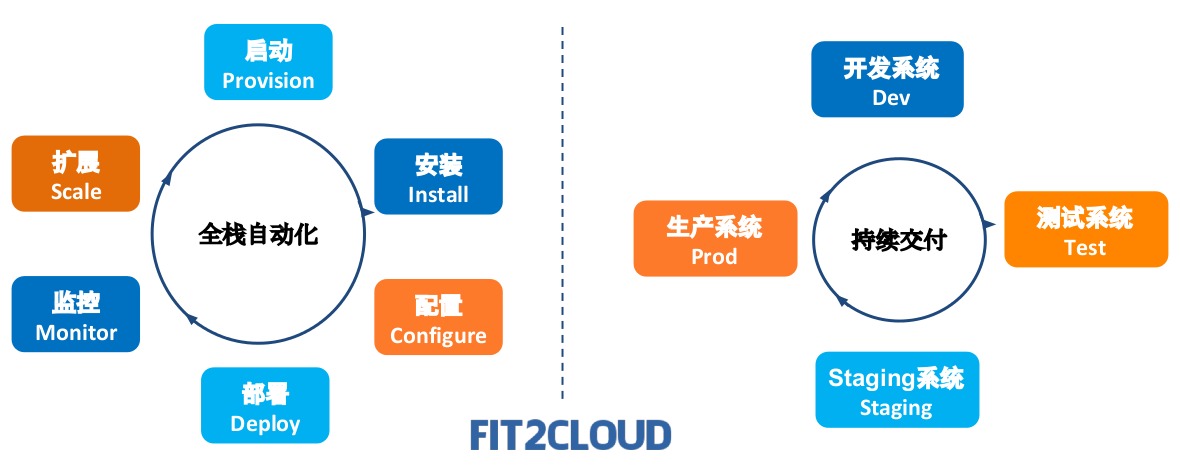 启动
Provision
安装
Install
配置
Configure
部署
Deploy
监控
Monitor
扩展
Scale
全栈自动化
开发系统
Dev
测试系统
Test
Staging系统
Staging
生产系统
Prod
持续交付
FIT2CLOUD